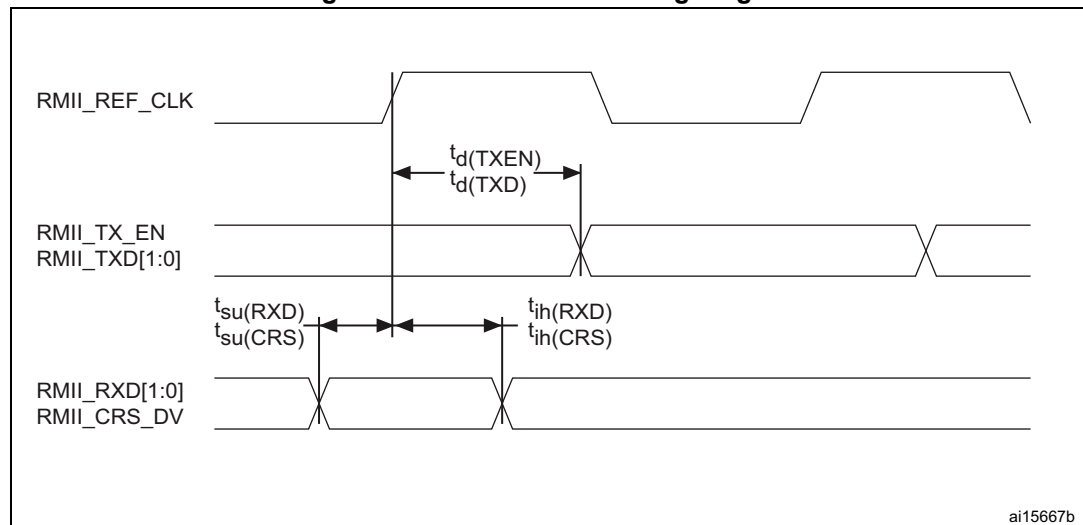 RMII_REF_CLK
td(TXEN)
td(TXD)
RMII_TX_EN
RMII_TXD[1:0]
tsu(RXD)
tsu(CRS)
tih(RXD)
tih(CRS)
RMII_RXD[1:0]
RMII_CRS_DV
ai15667b